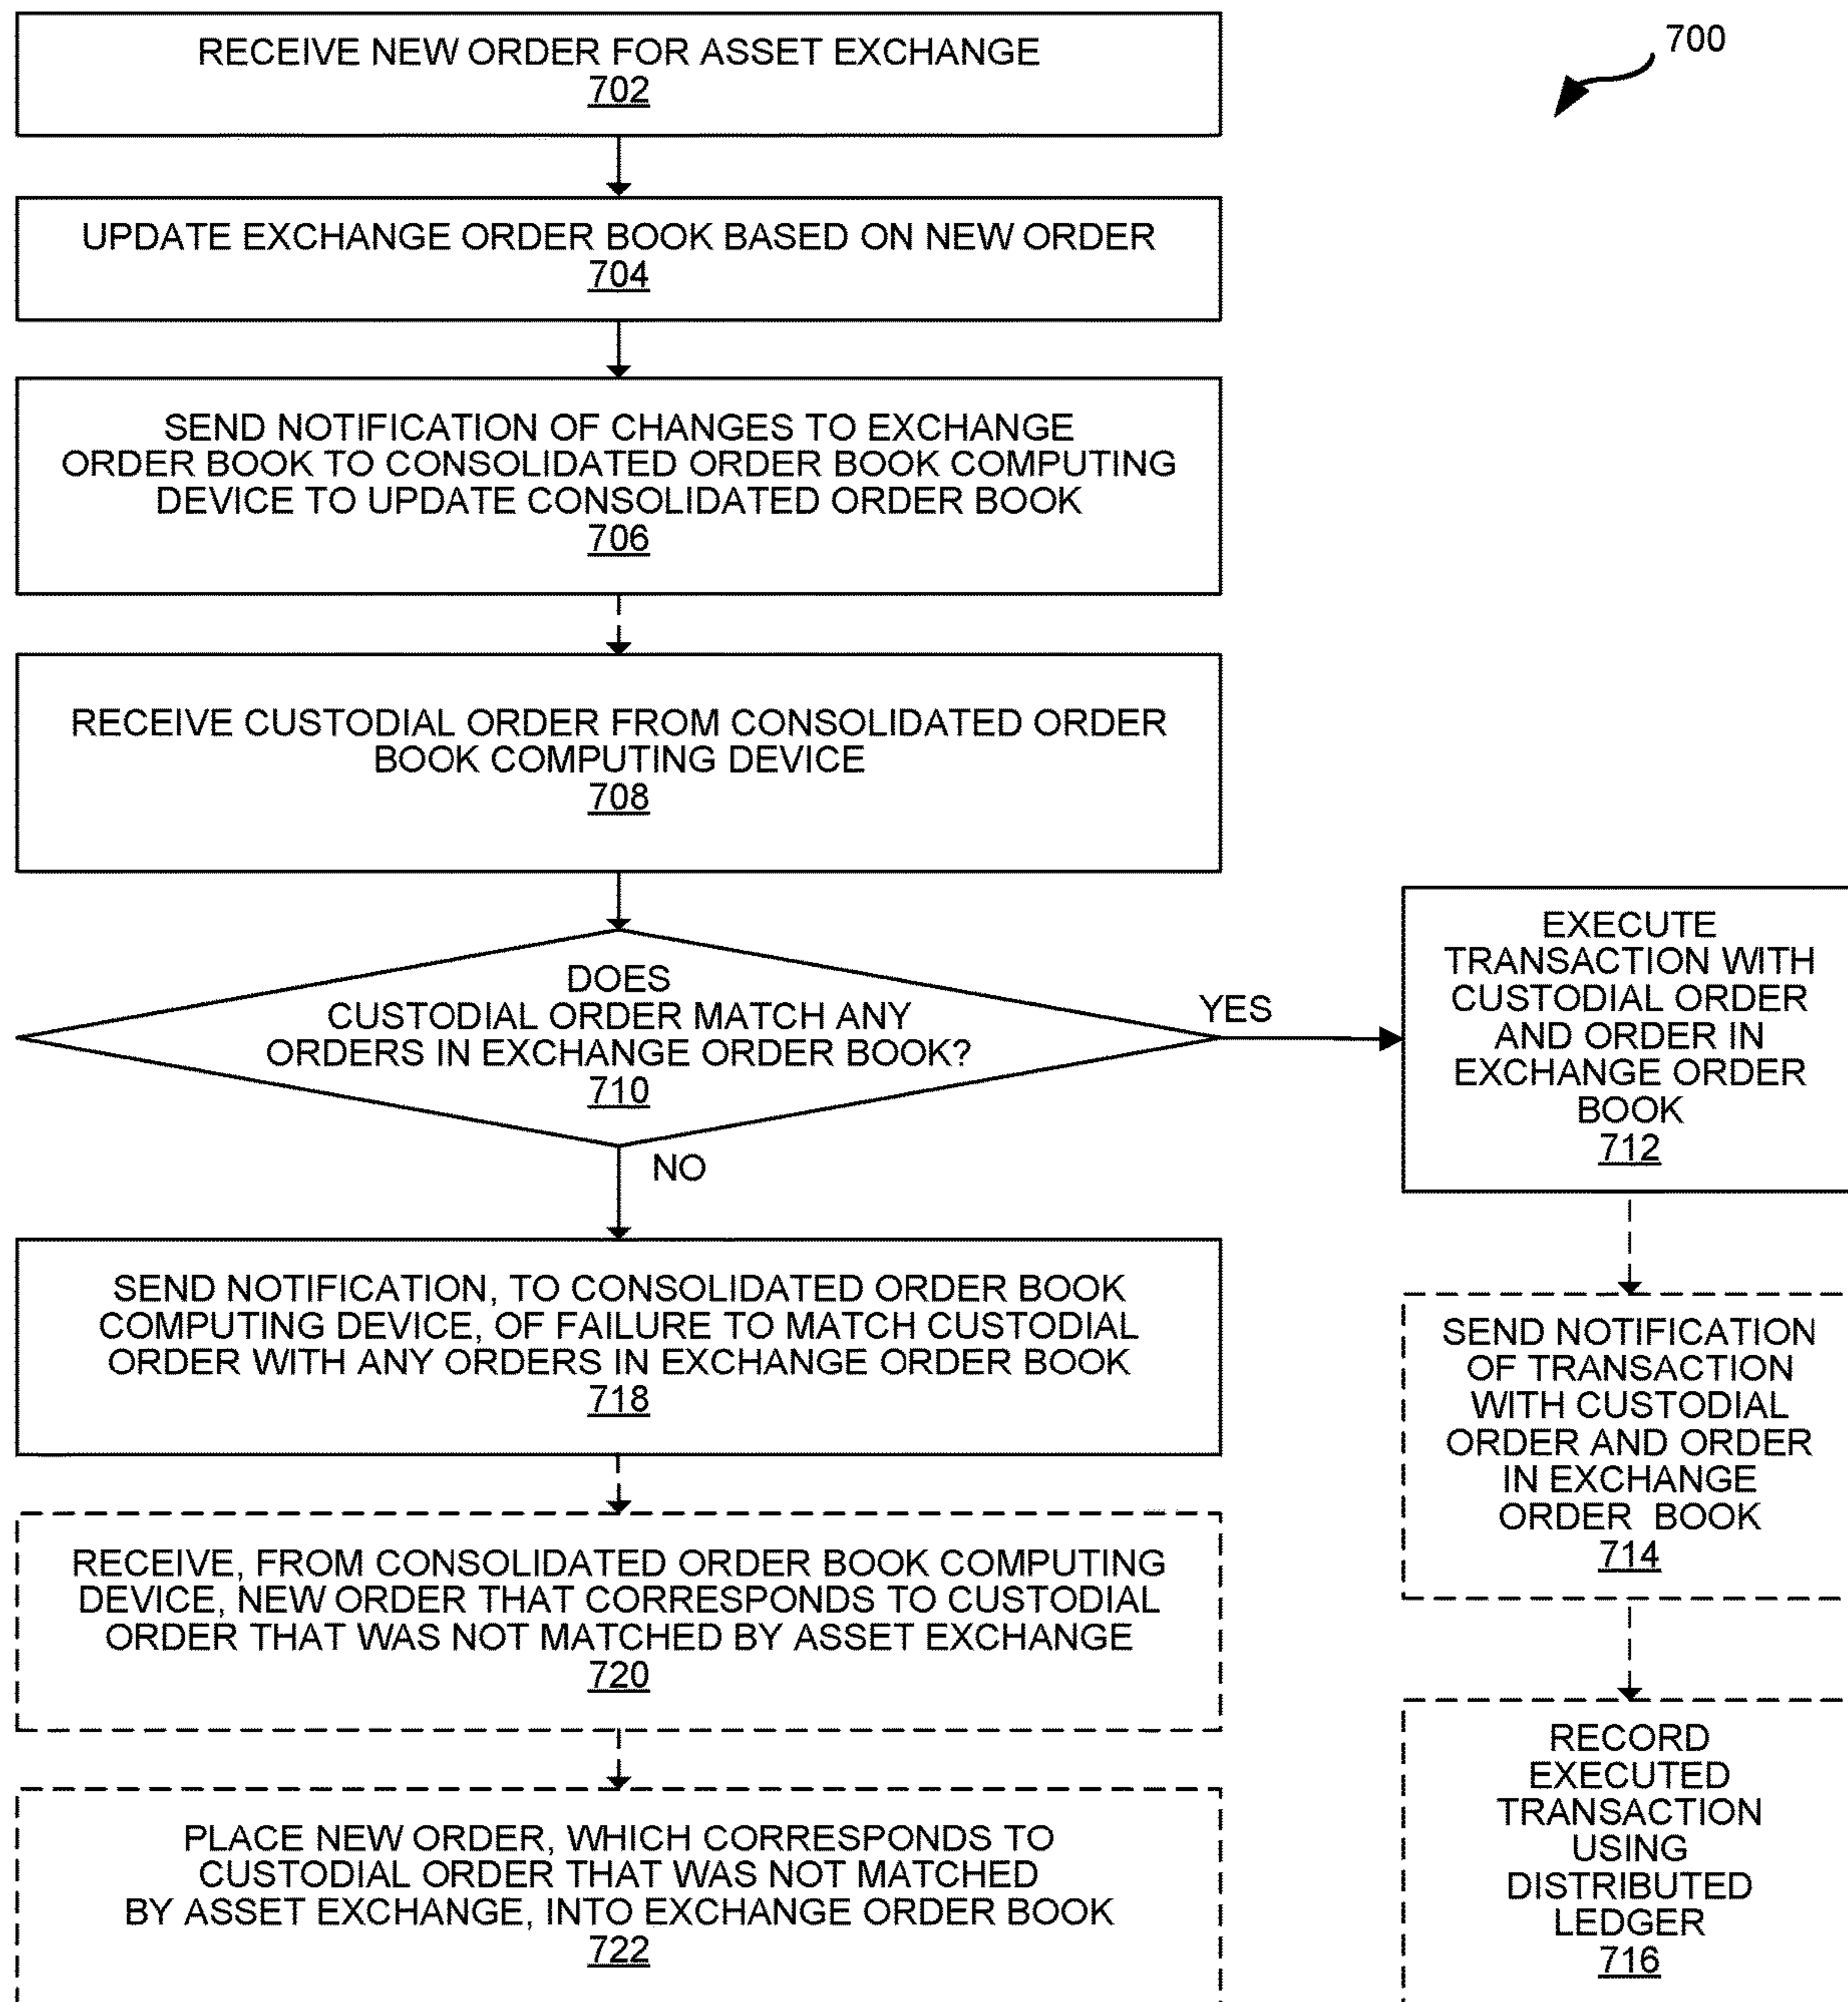 700
RECEIVE NEW ORDER FOR ASSET EXCHANGE
702
UPDATE EXCHANGE ORDER BOOK BASED ON NEW ORDER
704
SEND NOTIFICATION OF CHANGES TO EXCHANGE
ORDER BOOK TO CONSOLIDATED ORDER BOOK COMPUTING
DEVICE TO UPDATE CONSOLIDATED ORDER BOOK
706
RECEIVE CUSTODIAL ORDER FROM CONSOLIDATED ORDER
BOOK COMPUTING DEVICE
708
DOES
CUSTODIAL ORDER MATCH ANY
ORDERS IN EXCHANGE ORDER BOOK?
710
YES
EXECUTE
TRANSACTION WITH
CUSTODIAL ORDER
AND ORDER IN
EXCHANGE ORDER
BOOK
712
SEND NOTIFICATION
OF TRANSACTION
WITH CUSTODIAL
ORDER AND ORDER
IN EXCHANGE
ORDER BOOK
714
RECORD
EXECUTED
TRANSACTION
USING
DISTRIBUTED
LEDGER
716
NO
SEND NOTIFICATION, TO CONSOLIDATED ORDER BOOK
COMPUTING DEVICE, OF FAILURE TO MATCH CUSTODIAL
ORDER WITH ANY ORDERS IN EXCHANGE ORDER BOOK
718
RECEIVE, FROM CONSOLIDATED ORDER BOOK COMPUTING
DEVICE, NEW ORDER THAT CORRESPONDS TO CUSTODIAL
ORDER THAT WAS NOT MATCHED BY ASSET EXCHANGE
720
PLACE NEW ORDER, WHICH CORRESPONDS TO
CUSTODIAL ORDER THAT WAS NOT MATCHED
BY ASSET EXCHANGE, INTO EXCHANGE ORDER BOOK
722